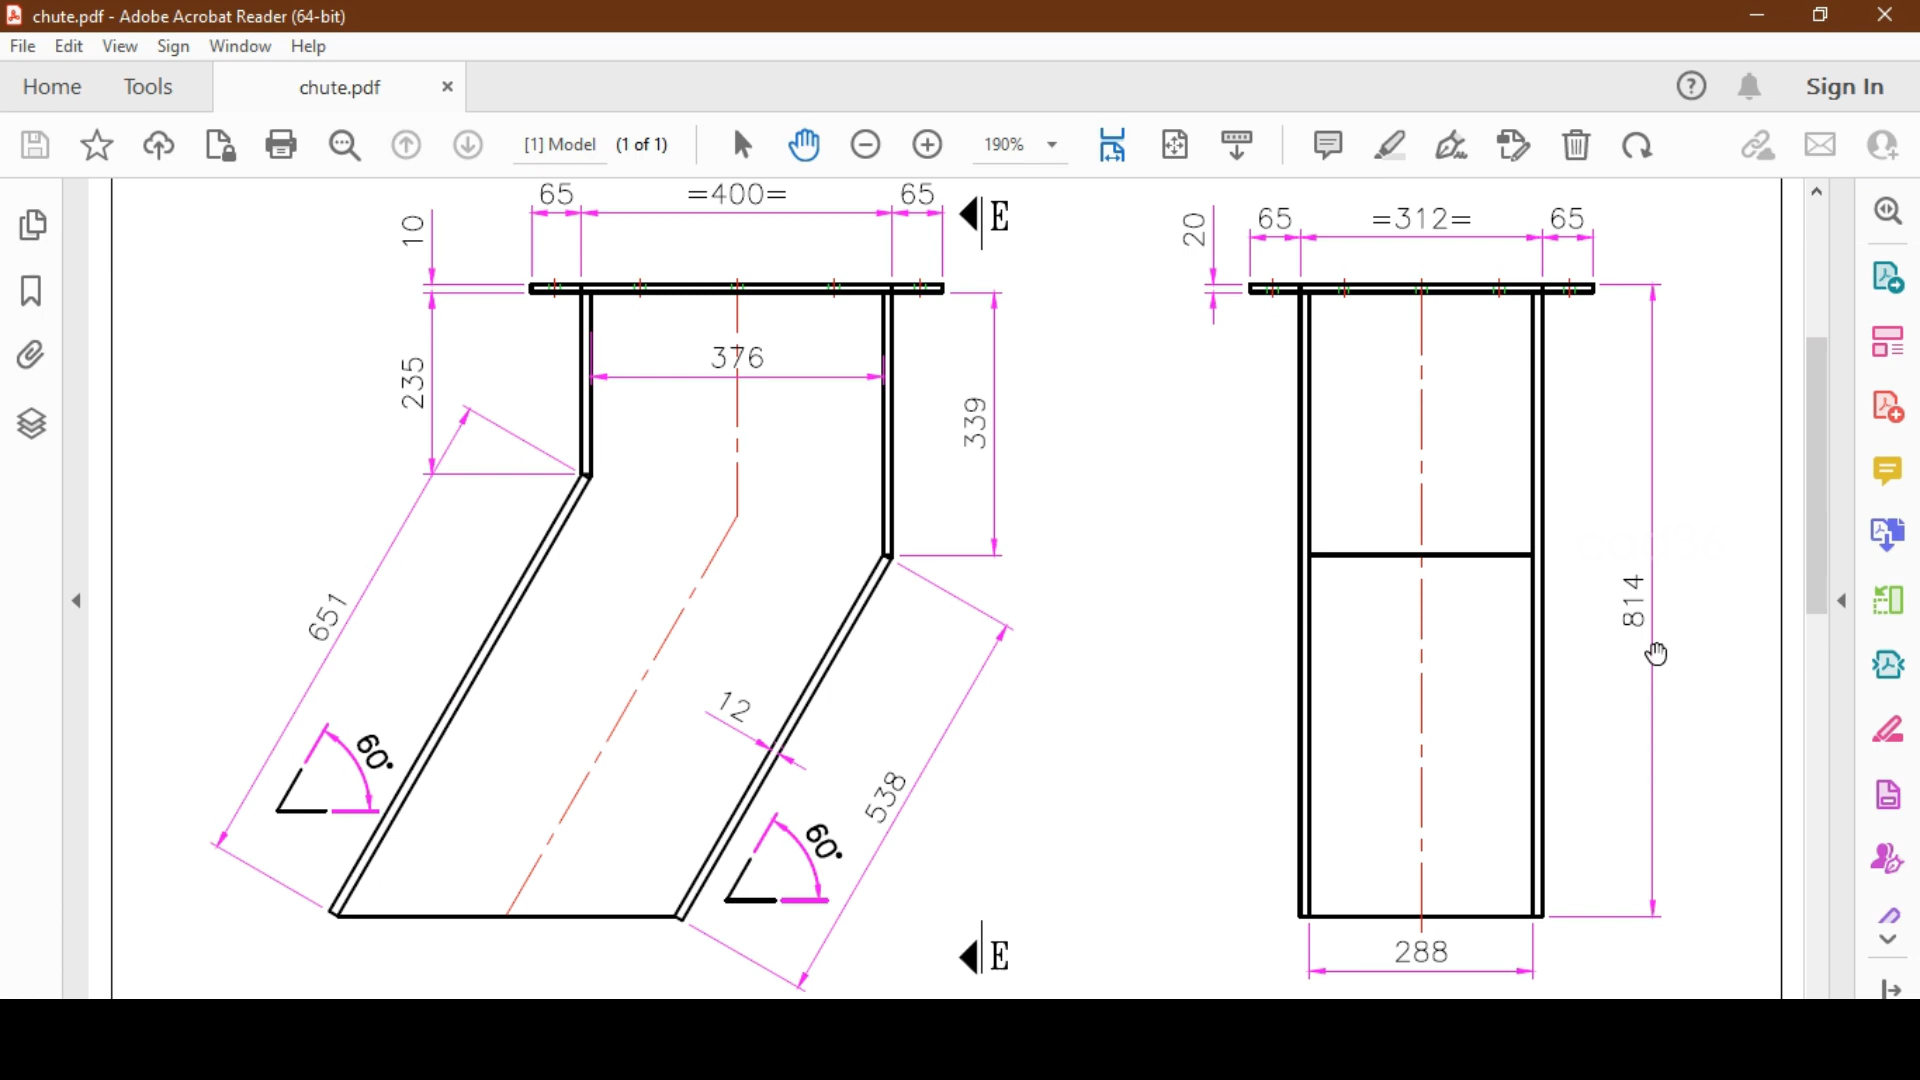 chute.pdf - Adobe Acrobat Reader (64-bit)
File Edit View Sign Window Help
Home Tools chute.pdf Sign In
[1] Model (1 of 1) 190%
65 =400= 65 E
10
20
65 =312= 65
376
235
339
651
814
12
60°
538
60°
E
288